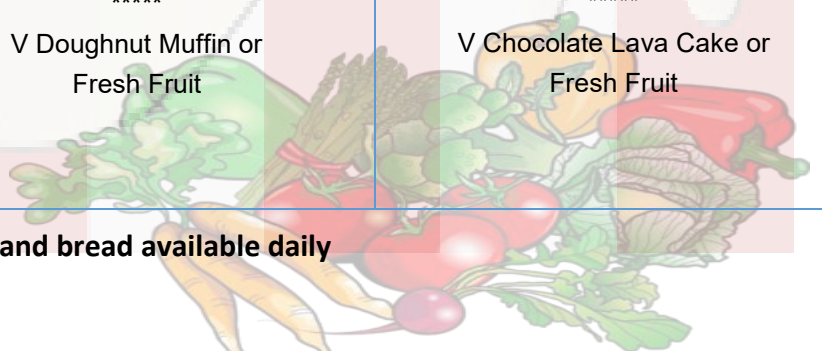 *****
*****
V Doughnut Muffin or
Fresh Fruit
V Chocolate Lava Cake or
Fresh Fruit
and bread available daily